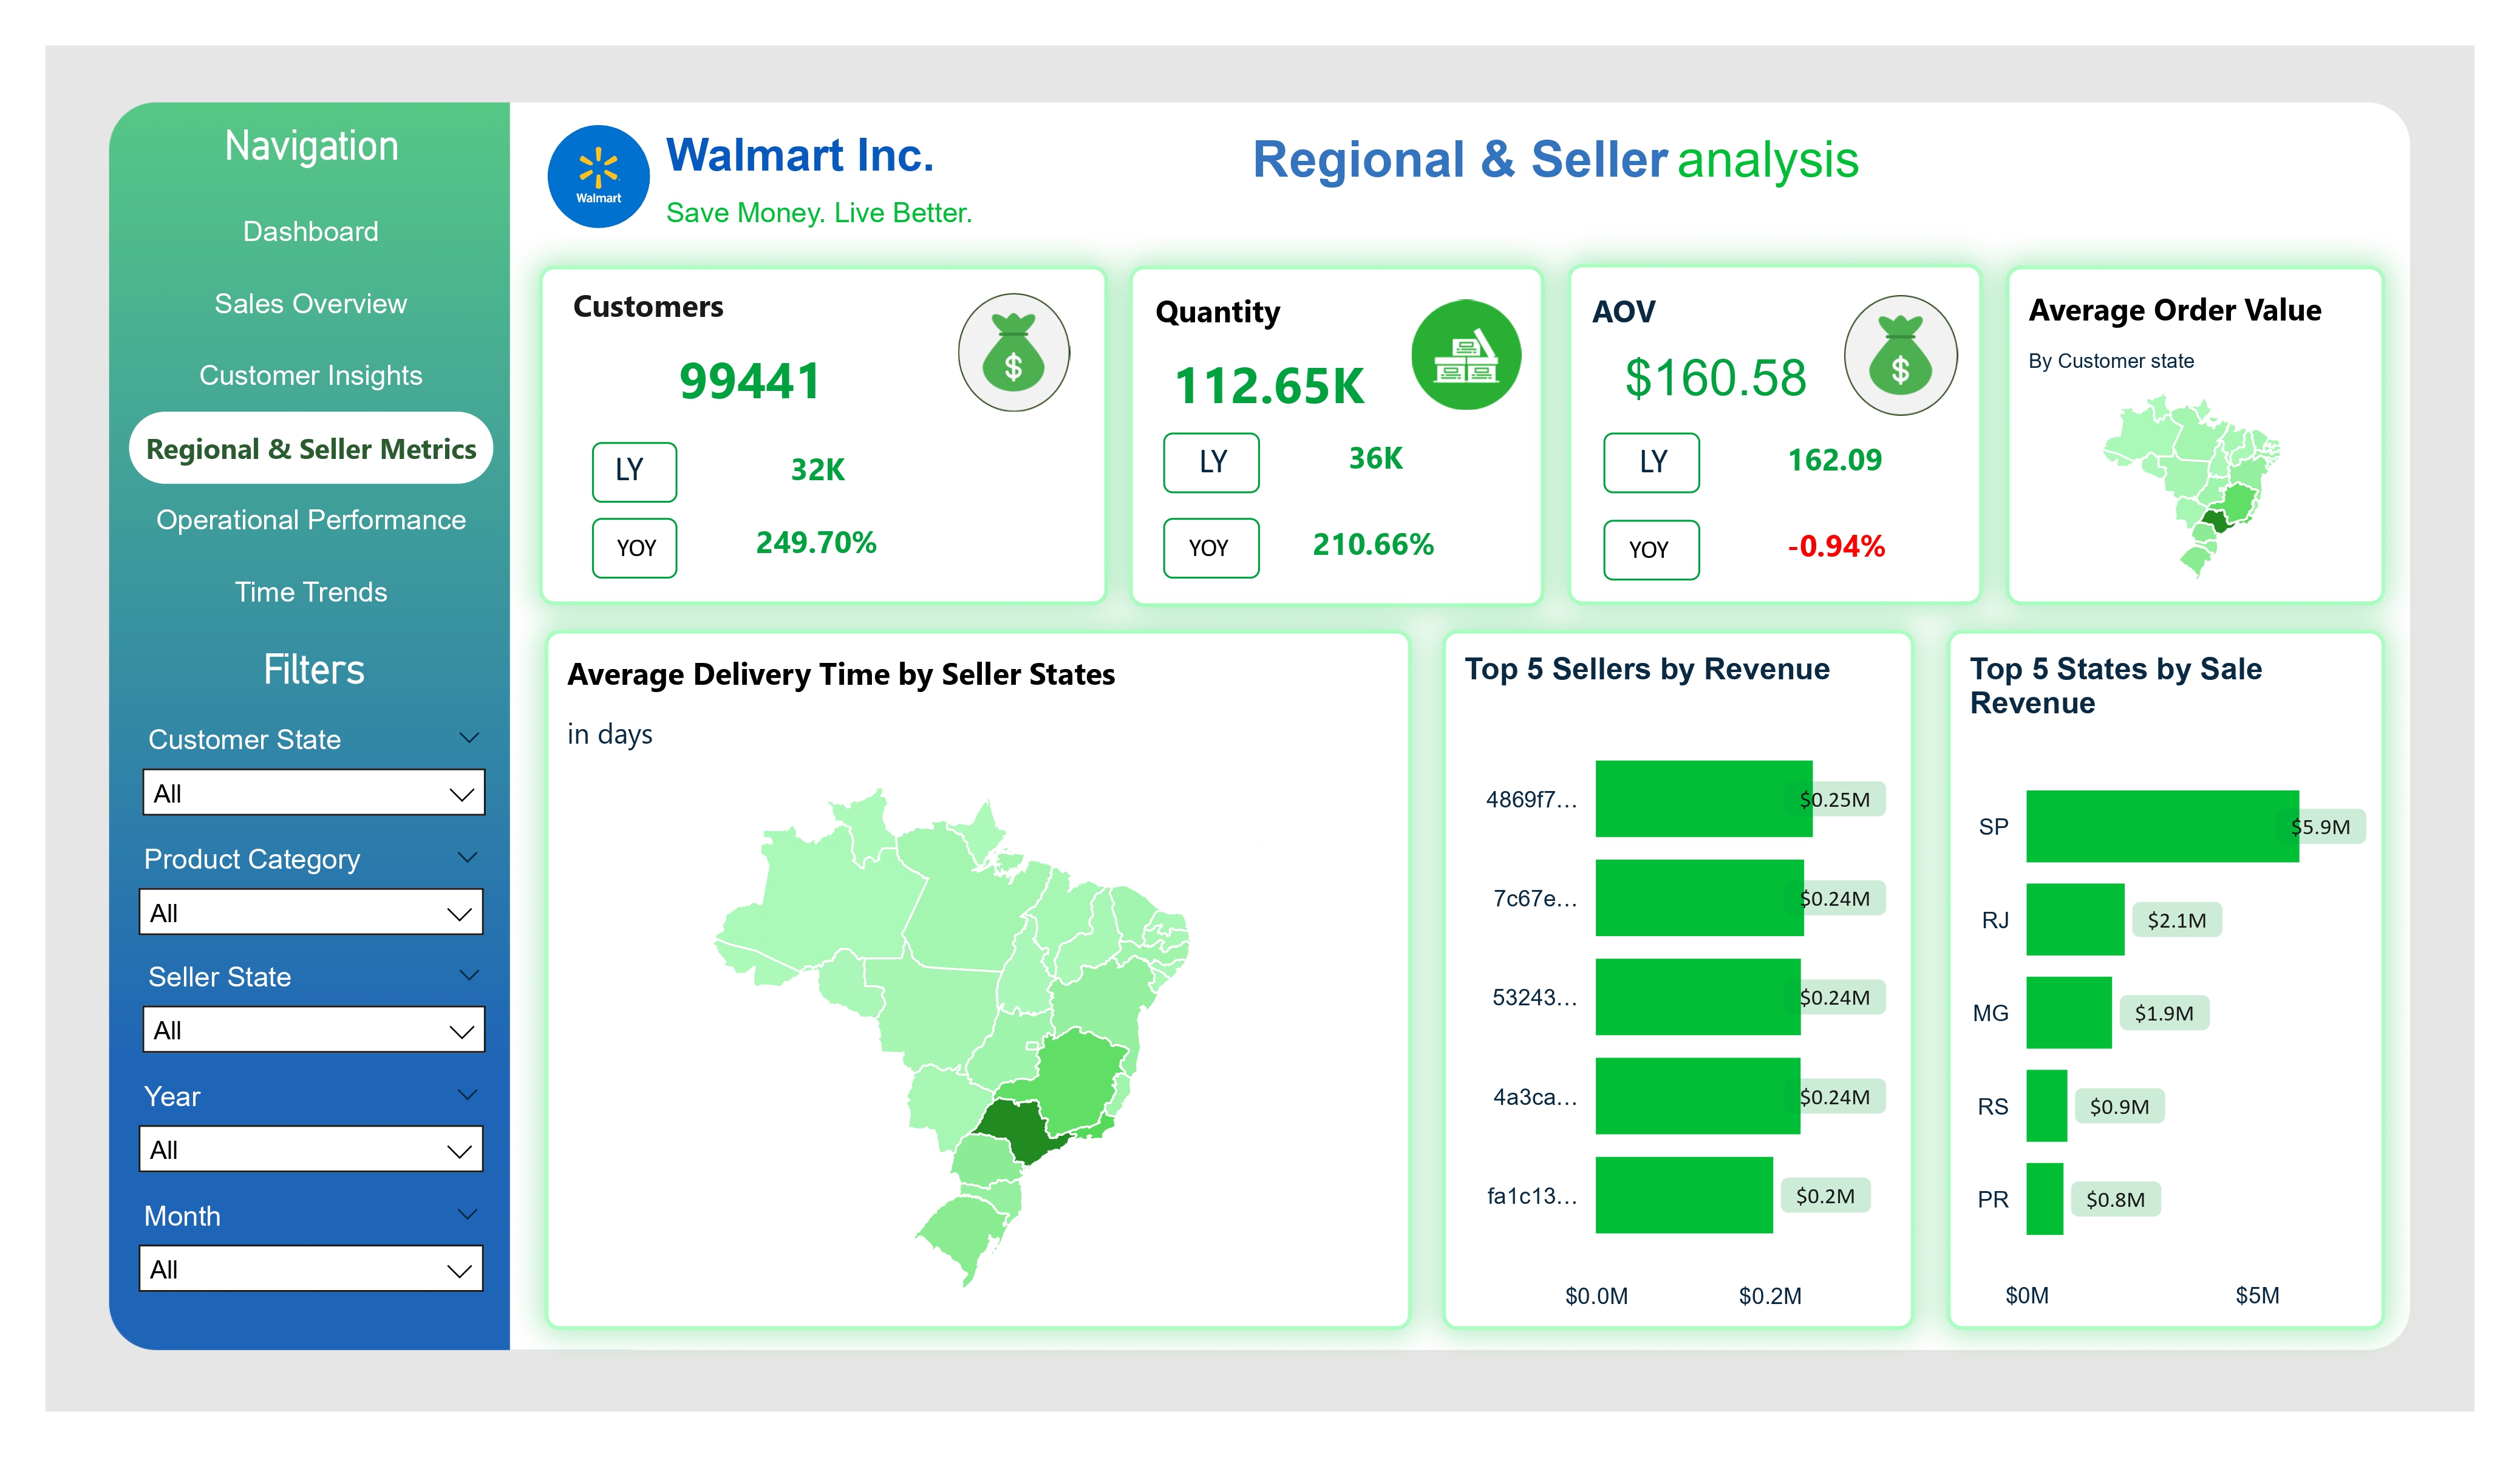 Navigation
Dashboard
Sales Overview
Customer Insights
Regional & Seller Metrics
Operational Performance
Time Trends
Filters
Customer State
All
Product Category
All
Seller State
All
Year
All
Month
All
Walmart
Walmart Inc.
Save Money. Live Better.
Regional & Seller analysis
Customers
99441
LY 32K
YOY 249.70%
$
Quantity
112.65K
LY 36K
YOY 210.66%
AOV
$160.58
LY 162.09
YOY -0.94%
$
Average Order Value
By Customer state
Average Delivery Time by Seller States
in days
Top 5 Sellers by Revenue
4869f7... $0.25M
7c67e... $0.24M
53243... $0.24M
4a3ca... $0.24M
fa1c13... $0.2M
$0.0M $0.2M
Top 5 States by Sale
Revenue
SP $5.9M
RJ $2.1M
MG $1.9M
RS $0.9M
PR $0.8M
$0M $5M